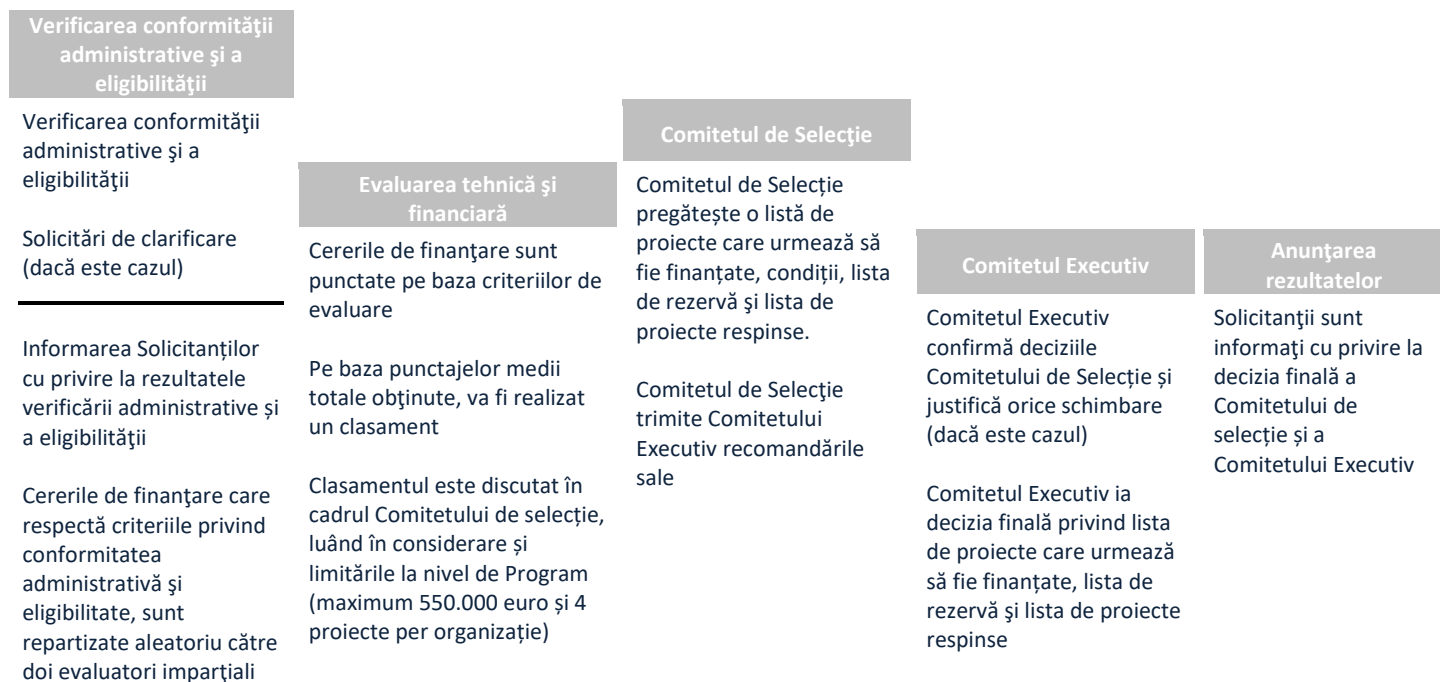 Verificarea conformităţii
administrative şi a
eligibilităţii
Verificarea conformităţii
administrative şi a
eligibilităţii
Solicitări de clarificare
(dacă este cazul)
Informarea Solicitanților
cu privire la rezultatele
verificării administrative și
a eligibilităţii
Cererile de finanţare care
respectă criteriile privind
conformitatea
administrativă şi
eligibilitate, sunt
repartizate aleatoriu către
doi evaluatori imparţiali
Evaluarea tehnică şi
financiară
Cererile de finanţare sunt
punctate pe baza criteriilor de
evaluare
Pe baza punctajelor medii
totale obţinute, va fi realizat
un clasament
Clasamentul este discutat în
cadrul Comitetului de selecție,
luând în considerare și
limitările la nivel de Program
(maximum 550.000 euro și 4
proiecte per organizație)
Comitetul de Selecţie
Comitetul de Selecție
pregătește o listă de
proiecte care urmează să
fie finanțate, condiții, lista
de rezervă şi lista de
proiecte respinse.
Comitetul de Selecţie
trimite Comitetului
Executiv recomandările
sale
Comitetul Executiv
Comitetul Executiv
confirmă deciziile
Comitetului de Selecție și
justifică orice schimbare
(dacă este cazul)
Comitetul Executiv ia
decizia finală privind lista
de proiecte care urmează
să fie finanțate, lista de
rezervă şi lista de proiecte
respinse
Anunţarea
rezultatelor
Solicitanţii sunt
informaţi cu privire la
decizia finală a
Comitetului de
selecție și a
Comitetului Executiv